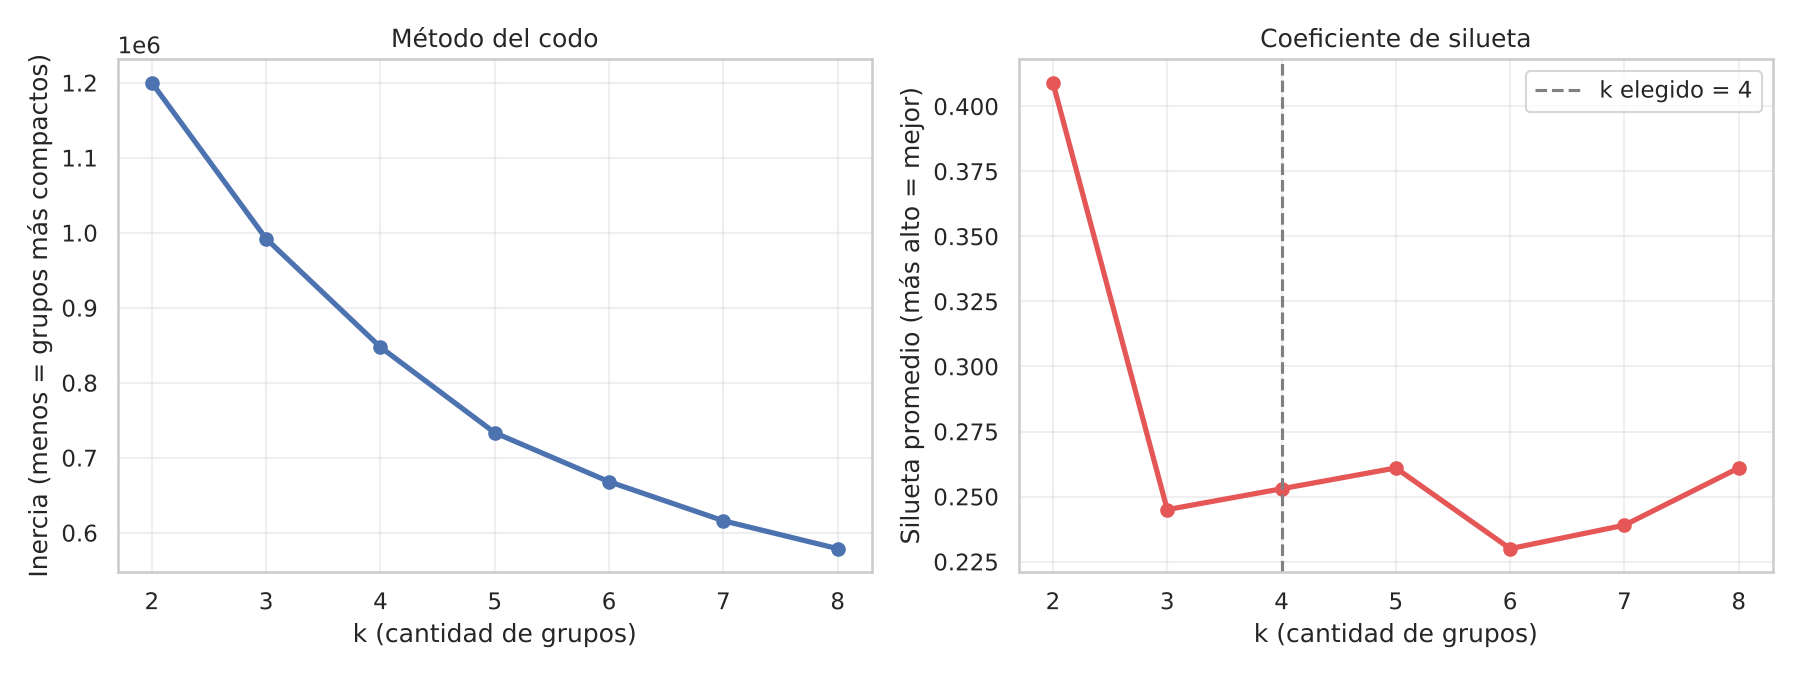 Método del codo
1e6
Inercia (menos = grupos más compactos)
1.2
1.1
1.0
0.9
0.8
0.7
0.6
2 3 4 5 6 7 8
k (cantidad de grupos)
Coeficiente de silueta
k elegido = 4
Silueta promedio (más alto = mejor)
0.400
0.375
0.350
0.325
0.300
0.275
0.250
0.225
2 3 4 5 6 7 8
k (cantidad de grupos)